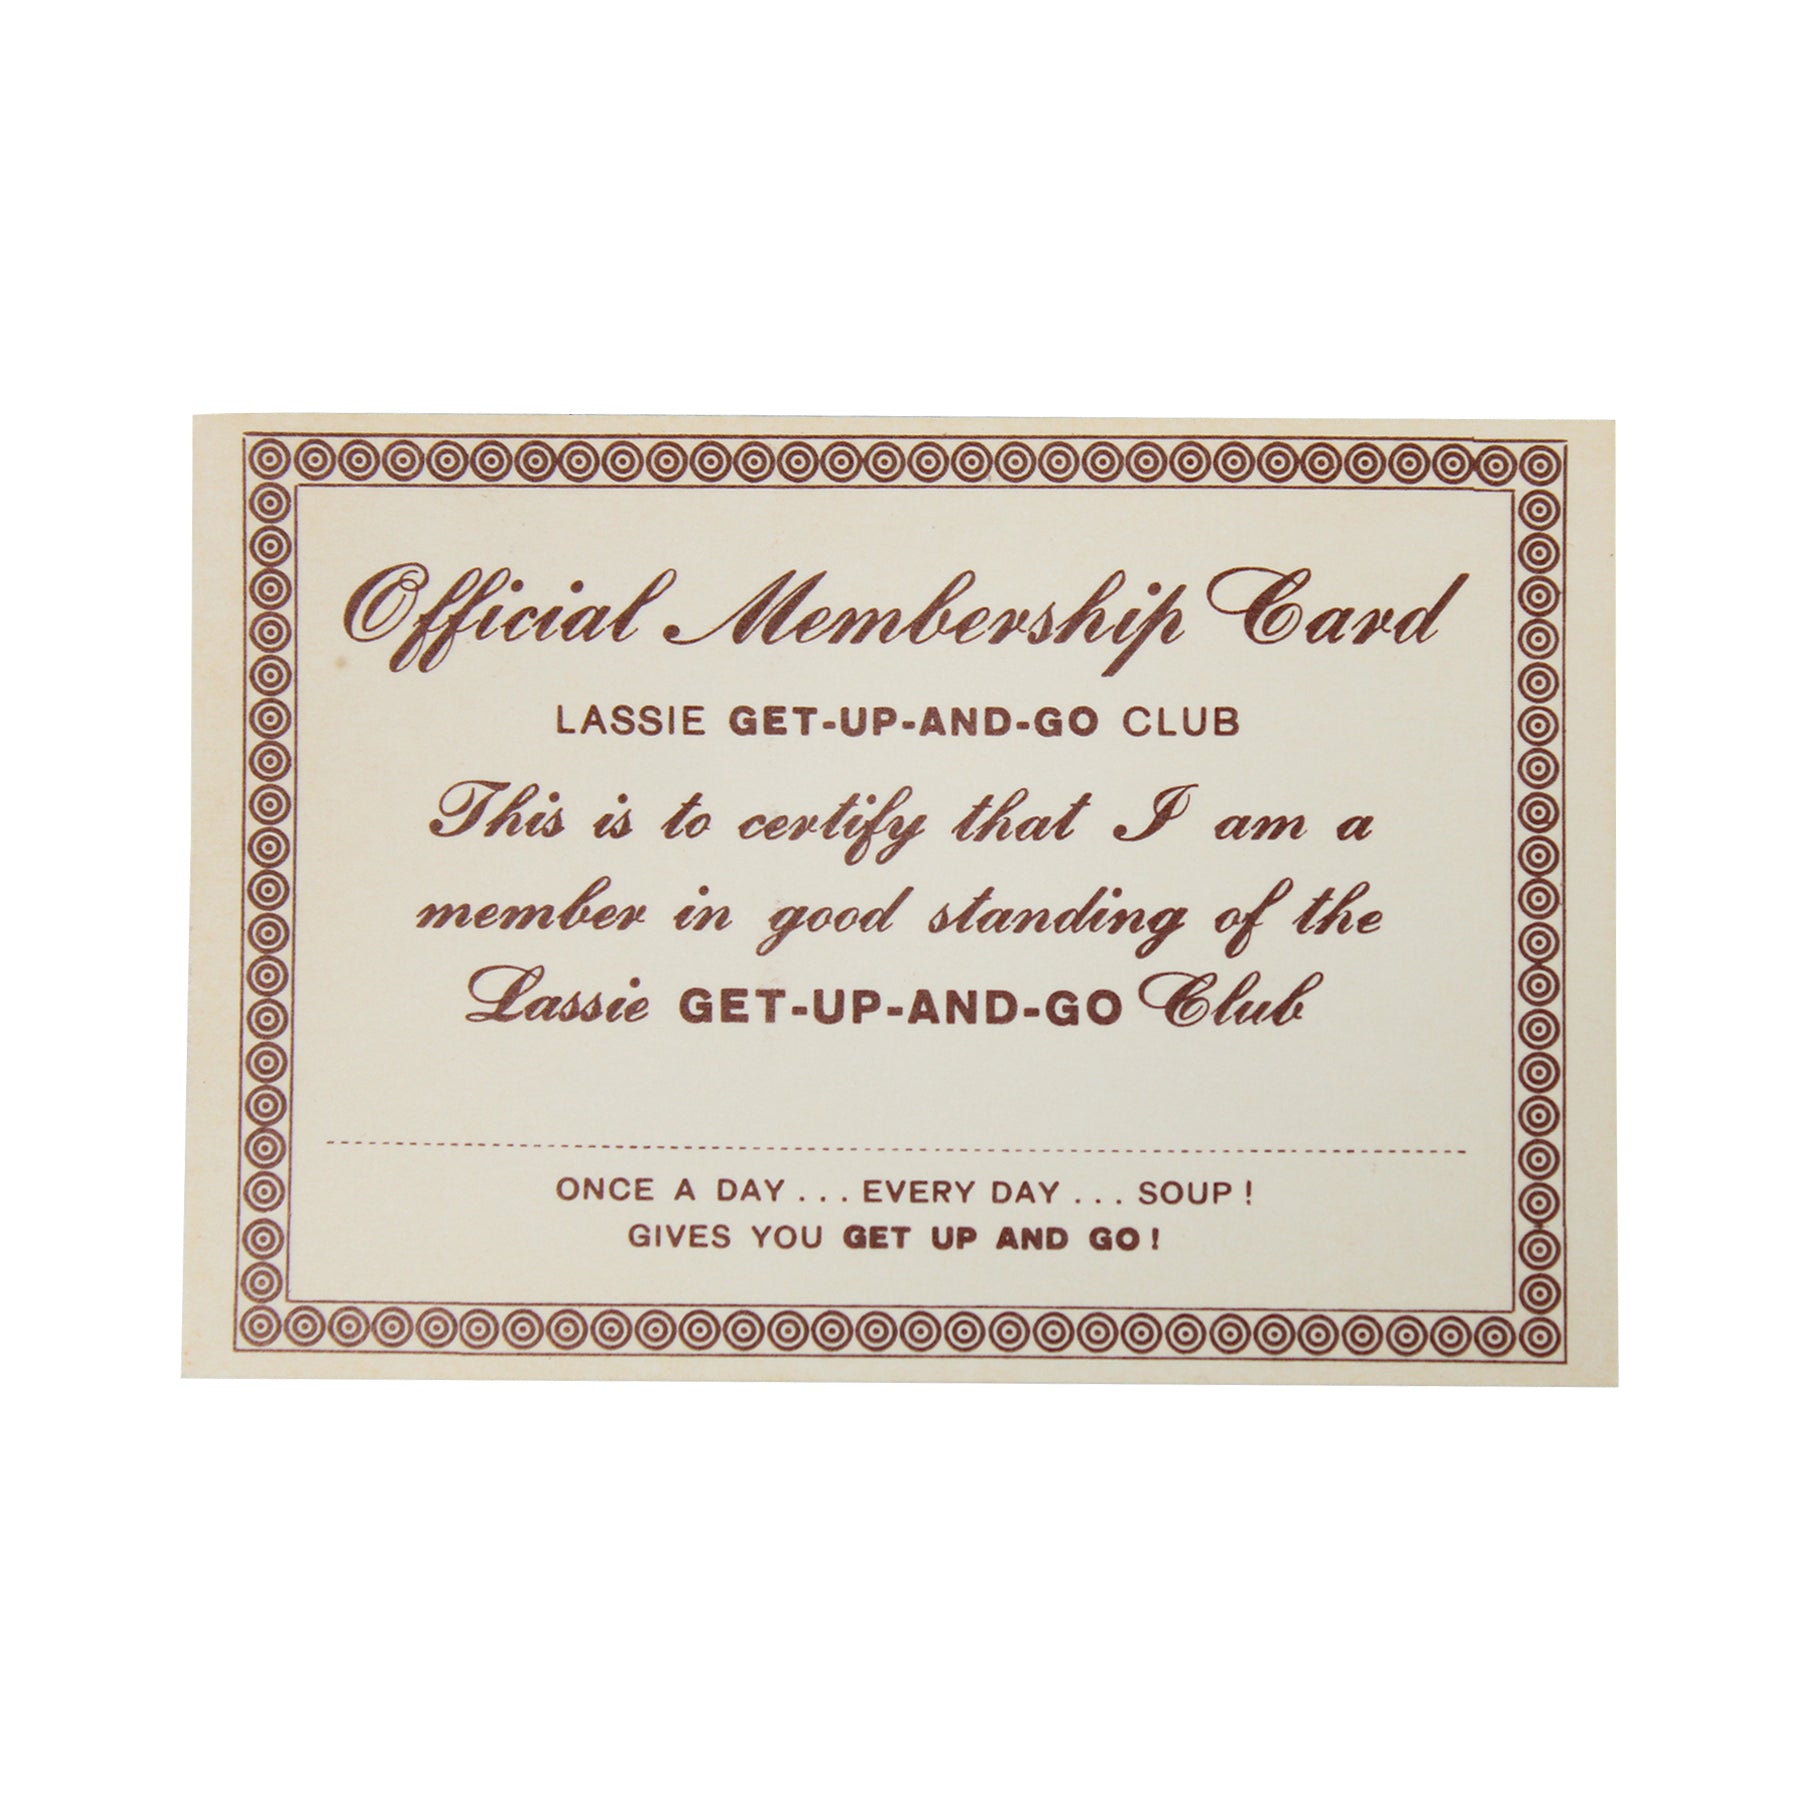 Official Membership Card
LASSIE GET-UP-AND-GO CLUB
This is to certify that I am a
member in good standing of the
Lassie GET-UP-AND-GO Club
ONCE A DAY . . . EVERY DAY . . . SOUP !
GIVES YOU GET UP AND GO !